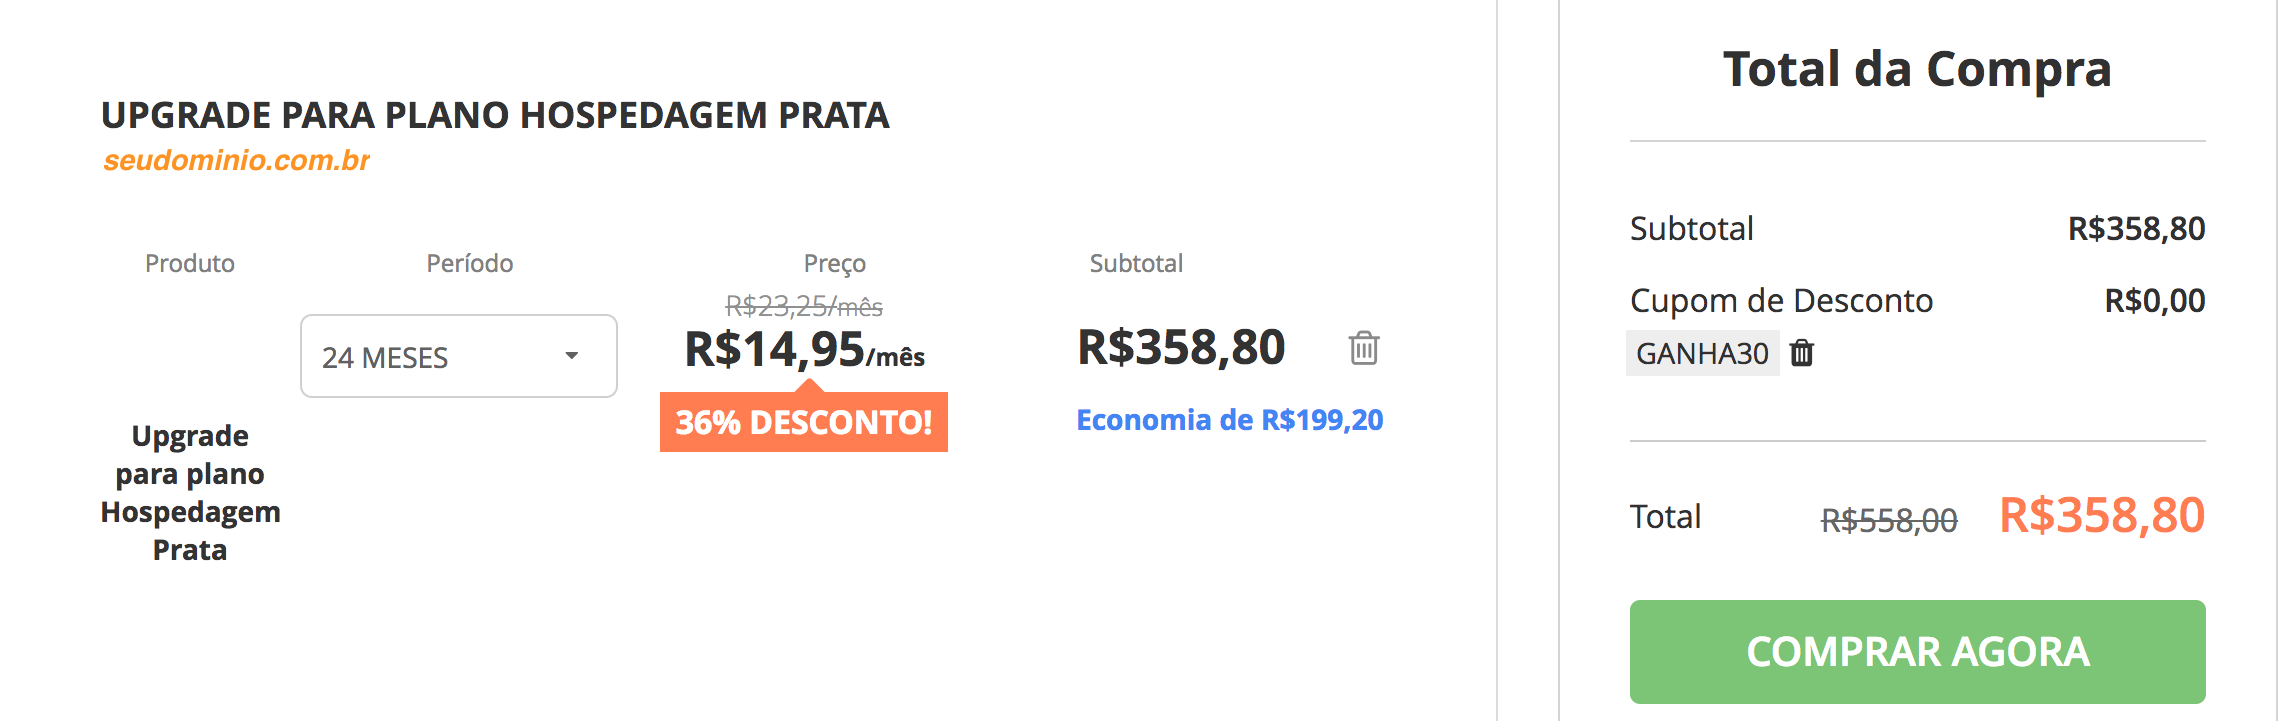 UPGRADE PARA PLANO HOSPEDAGEM PRATA
seudominio.com.br
Produto Período Preço Subtotal
R$23,25/mês
24 MESES R$14,95/mês R$358,80
36% DESCONTO! Economia de R$199,20
Upgrade
para plano
Hospedagem
Prata
Total da Compra
Subtotal R$358,80
Cupom de Desconto R$0,00
GANHA30
Total R$558,00 R$358,80
COMPRAR AGORA